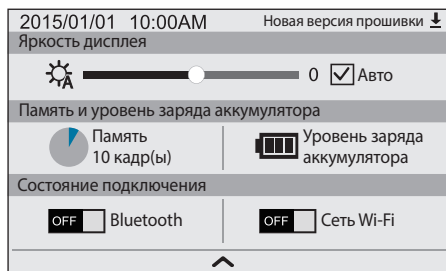 2015/01/01 10:00AM Новая версия прошивки
Яркость дисплея
A 0 Авто
Память и уровень заряда аккумулятора
Память
10 кадр(ы)
Уровень заряда
аккумулятора
Состояние подключения
OFF Bluetooth OFF Сеть Wi-Fi